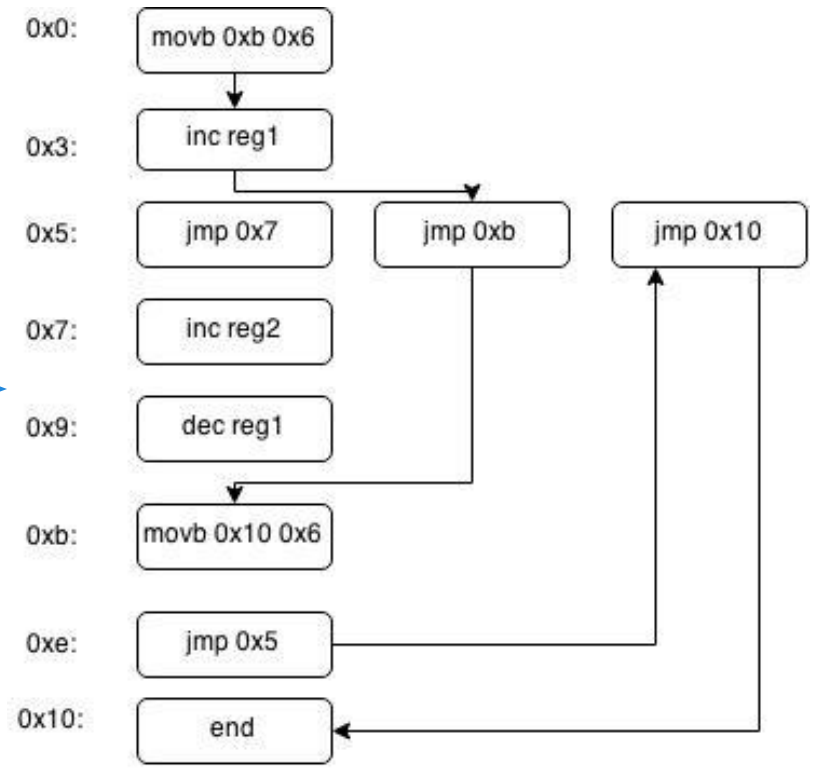 0x0: movb 0xb 0x6
0x3: inc reg1
0x5: jmp 0x7 jmp 0xb jmp 0x10
0x7: inc reg2
0x9: dec reg1
0xb: movb 0x10 0x6
0xe: jmp 0x5
0x10: end